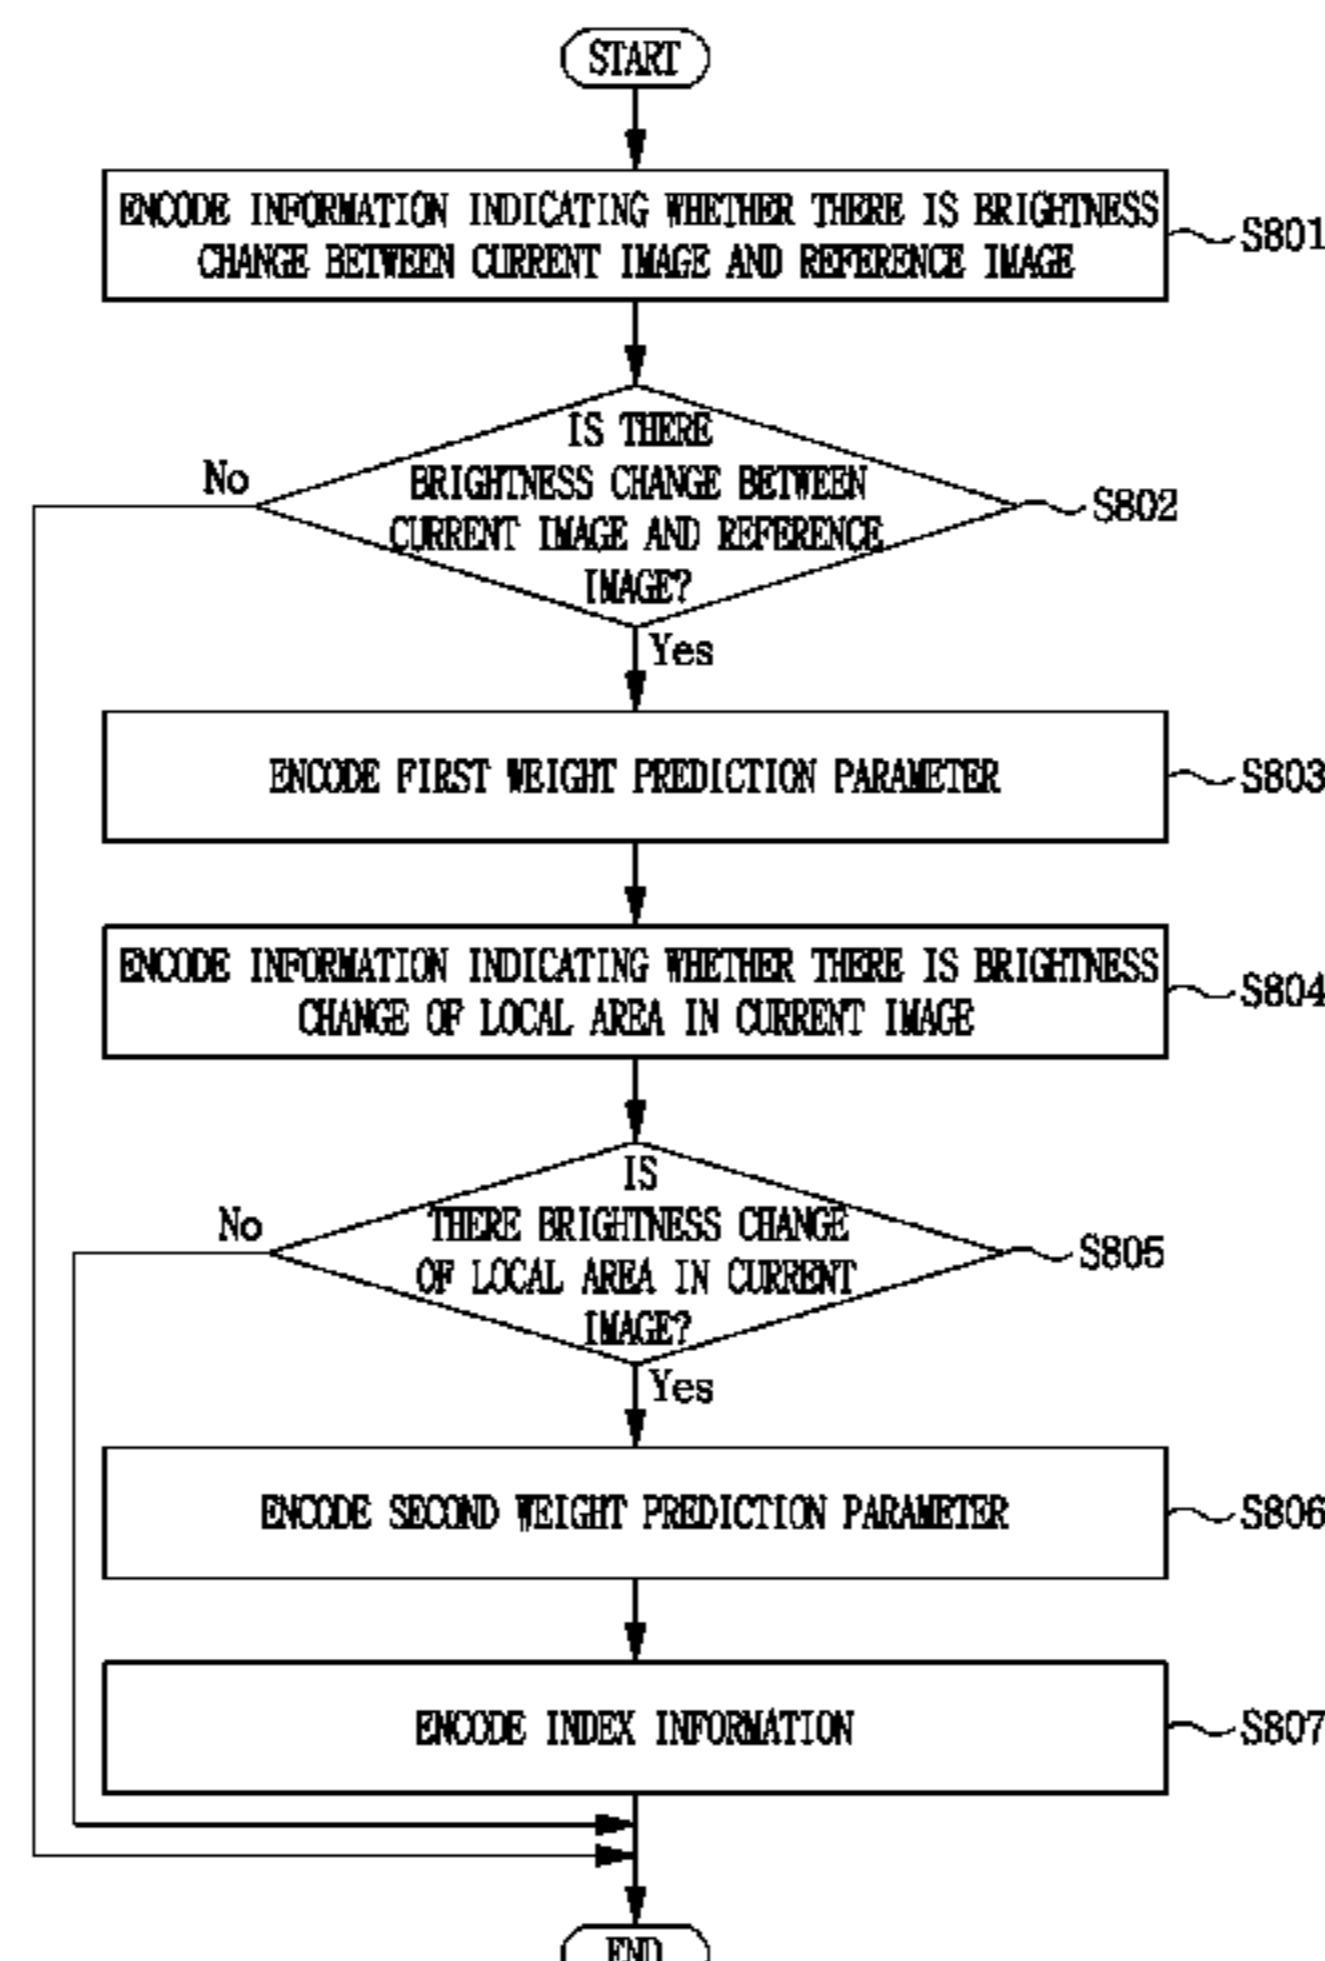 START
ENCODE INFORMATION INDICATING WHETHER THERE IS BRIGHTNESS
CHANGE BETWEEN CURRENT IMAGE AND REFERENCE IMAGE
S801
IS THERE
BRIGHTNESS CHANGE BETWEEN
CURRENT IMAGE AND REFERENCE
IMAGE?
No
S802
Yes
ENCODE FIRST WEIGHT PREDICTION PARAMETER
S803
ENCODE INFORMATION INDICATING WHETHER THERE IS BRIGHTNESS
CHANGE OF LOCAL AREA IN CURRENT IMAGE
S804
IS
THERE BRIGHTNESS CHANGE
OF LOCAL AREA IN CURRENT
IMAGE?
No
S805
Yes
ENCODE SECOND WEIGHT PREDICTION PARAMETER
S806
ENCODE INDEX INFORMATION
S807
END